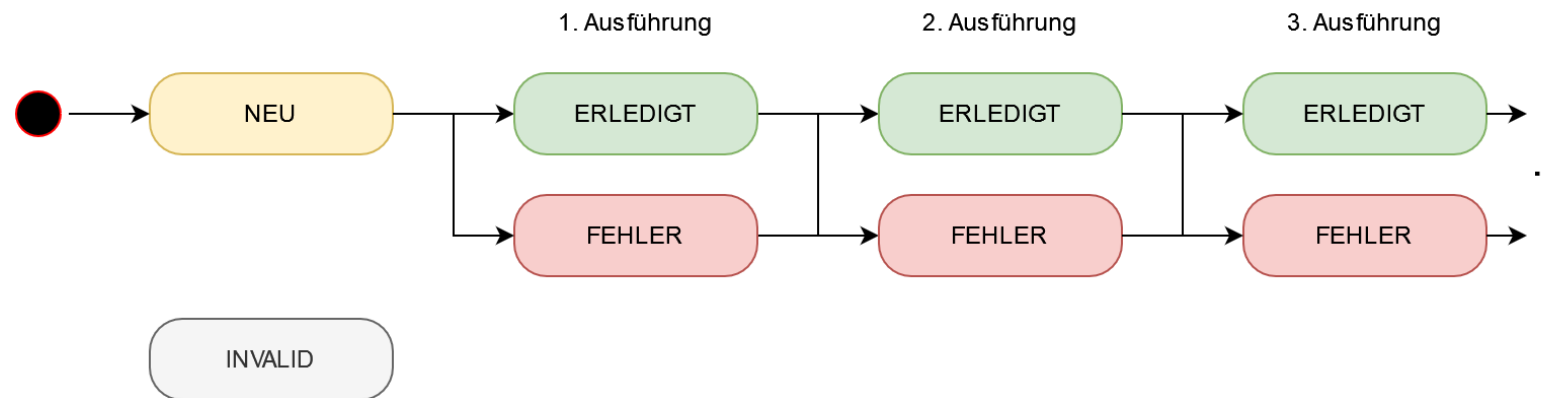 1. Ausführung 2. Ausführung 3. Ausführung
NEU ERLEDIGT ERLEDIGT ERLEDIGT
.
FEHLER FEHLER FEHLER
INVALID